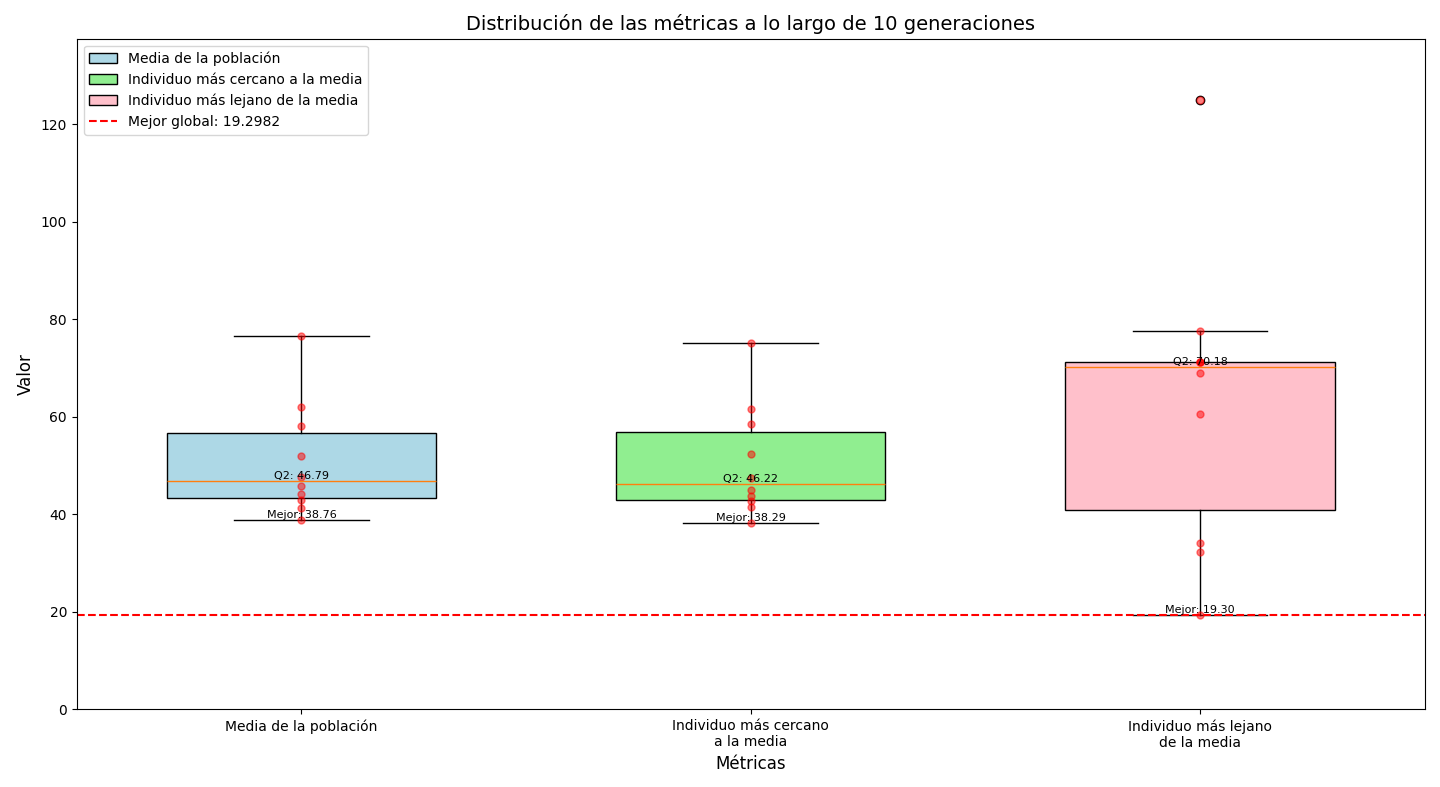 Distribución de las métricas a lo largo de 10 generaciones
Media de la población
Individuo más cercano a la media
Individuo más lejano de la media
Mejor global: 19.2982
Valor
120
100
80
60
40
20
0
Q2: 46.79
Mejor: 38.76
Q2: 46.22
Mejor: 38.29
Q2: 70.18
Mejor: 19.30
Media de la población
Individuo más cercano
a la media
Individuo más lejano
de la media
Métricas